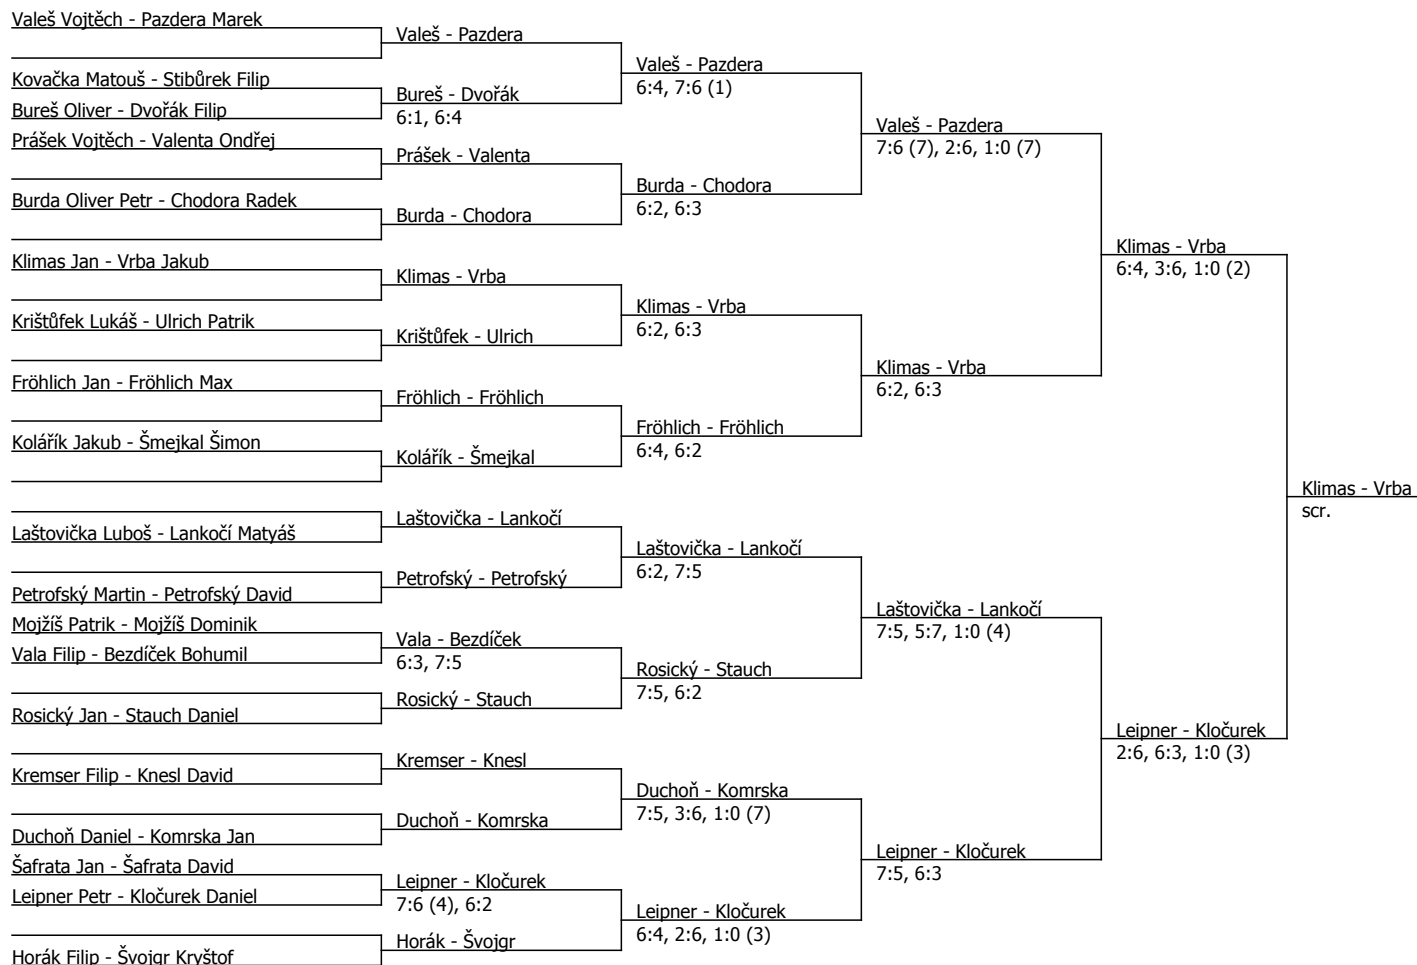 Valeš Vojtěch - Pazdera Marek
Kovačka Matouš - Stibůrek Filip
Bureš Oliver - Dvořák Filip
Prášek Vojtěch - Valenta Ondřej
Burda Oliver Petr - Chodora Radek
Klimas Jan - Vrba Jakub
Krištůfek Lukáš - Ulrich Patrik
Fröhlich Jan - Fröhlich Max
Kolářík Jakub - Šmejkal Šimon
Laštovička Luboš - Lankočí Matyáš
Petrofský Martin - Petrofský David
Mojžíš Patrik - Mojžíš Dominik
Vala Filip - Bezdíček Bohumil
Rosický Jan - Stauch Daniel
Kremser Filip - Knesl David
Duchoň Daniel - Komrska Jan
Šafrata Jan - Šafrata David
Leipner Petr - Kločurek Daniel
Horák Filip - Švojgr Kryštof
Valeš - Pazdera
Bureš - Dvořák
6:1, 6:4
Prášek - Valenta
Burda - Chodora
Klimas - Vrba
Krištůfek - Ulrich
Fröhlich - Fröhlich
Kolářík - Šmejkal
Laštovička - Lankočí
Petrofský - Petrofský
Vala - Bezdíček
6:3, 7:5
Rosický - Stauch
Kremser - Knesl
Duchoň - Komrska
Leipner - Kločurek
7:6 (4), 6:2
Horák - Švojgr
Valeš - Pazdera
6:4, 7:6 (1)
Burda - Chodora
6:2, 6:3
Klimas - Vrba
6:2, 6:3
Fröhlich - Fröhlich
6:4, 6:2
Laštovička - Lankočí
6:2, 7:5
Rosický - Stauch
7:5, 6:2
Duchoň - Komrska
7:5, 3:6, 1:0 (7)
Leipner - Kločurek
6:4, 2:6, 1:0 (3)
Valeš - Pazdera
7:6 (7), 2:6, 1:0 (7)
Klimas - Vrba
6:2, 6:3
Laštovička - Lankočí
7:5, 5:7, 1:0 (4)
Leipner - Kločurek
7:5, 6:3
Klimas - Vrba
6:4, 3:6, 1:0 (2)
Leipner - Kločurek
2:6, 6:3, 1:0 (3)
Klimas - Vrba
scr.